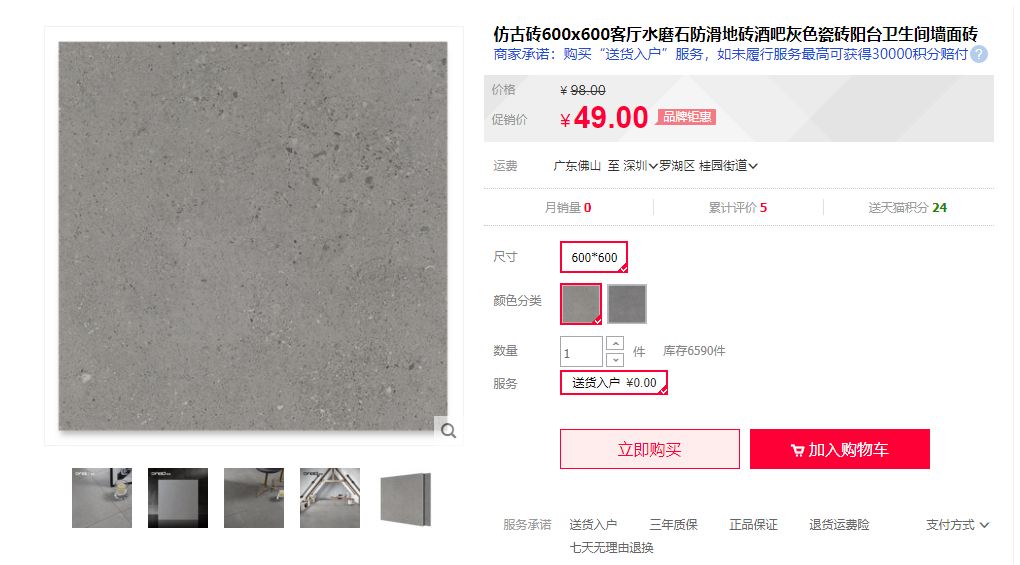 仿古砖600x600客厅水磨石防滑地砖酒吧灰色瓷砖阳台卫生间墙面砖
商家承诺：购买“送货入户”服务，如未履行服务最高可获得30000积分赔付 ?
价格 ¥ 98.00
促销价 ¥ 49.00 品牌钜惠
运费 广东佛山 至 深圳 罗湖区 桂园街道
月销量 0 累计评价 5 送天猫积分 24
尺寸 600*600
颜色分类
数量 1 件 库存6590件
服务 送货入户 ¥0.00
立即购买 加入购物车
服务承诺 送货入户 三年质保 正品保证 退货运费险 支付方式
七天无理由退换